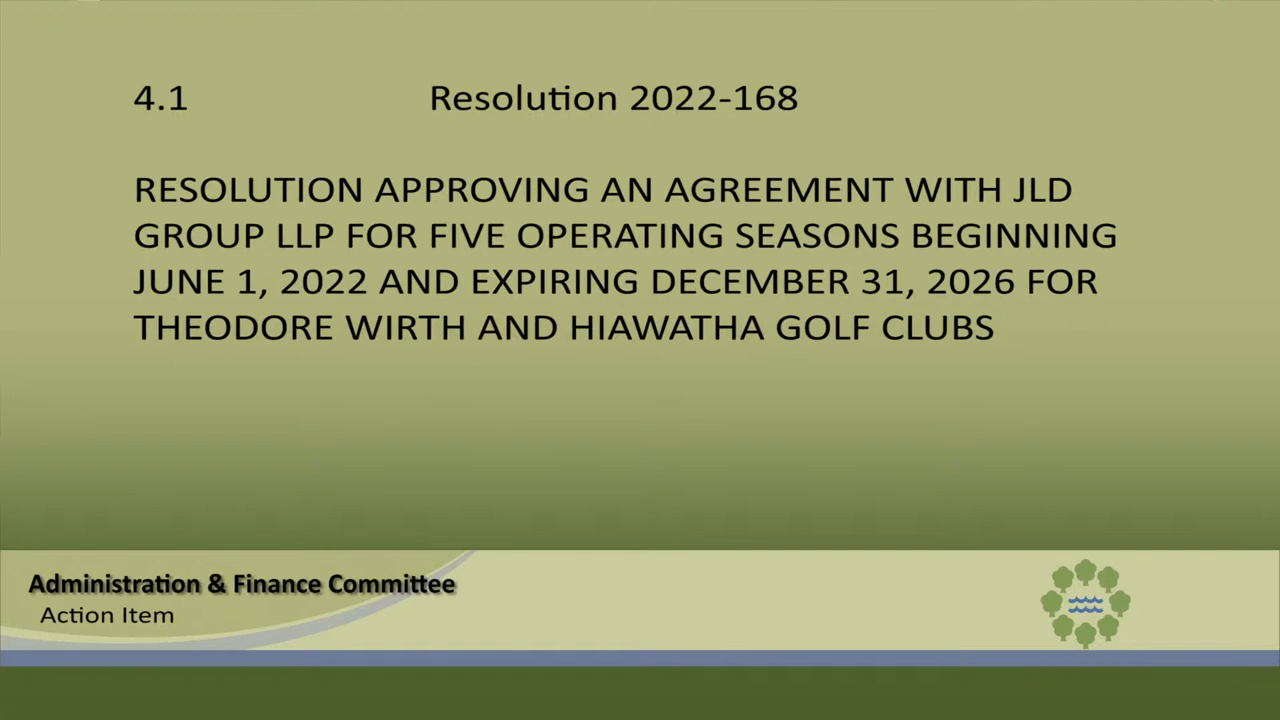 4.1 Resolution 2022-168
RESOLUTION APPROVING AN AGREEMENT WITH JLD
GROUP LLP FOR FIVE OPERATING SEASONS BEGINNING
JUNE 1, 2022 AND EXPIRING DECEMBER 31, 2026 FOR
THEODORE WIRTH AND HIAWATHA GOLF CLUBS
Administration & Finance Committee
Action Item